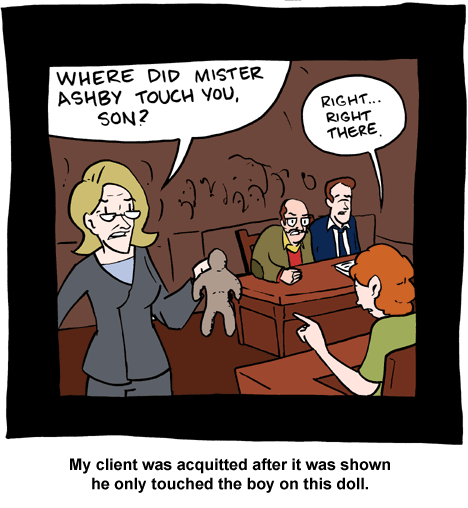 WHERE DID MISTER
ASHBY TOUCH YOU,
SON?
RIGHT...
RIGHT
THERE.
My client was acquitted after it was shown
he only touched the boy on this doll.